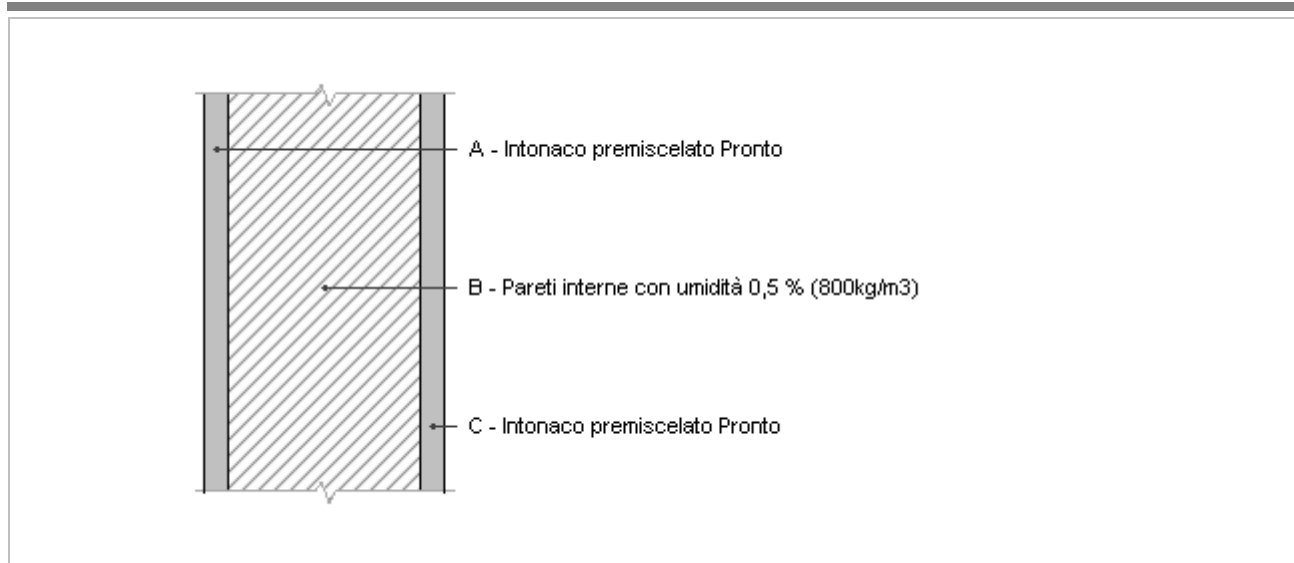 A - Intonaco premiscelato Pronto
B - Pareti interne con umidità 0,5 % (800kg/m3)
C - Intonaco premiscelato Pronto